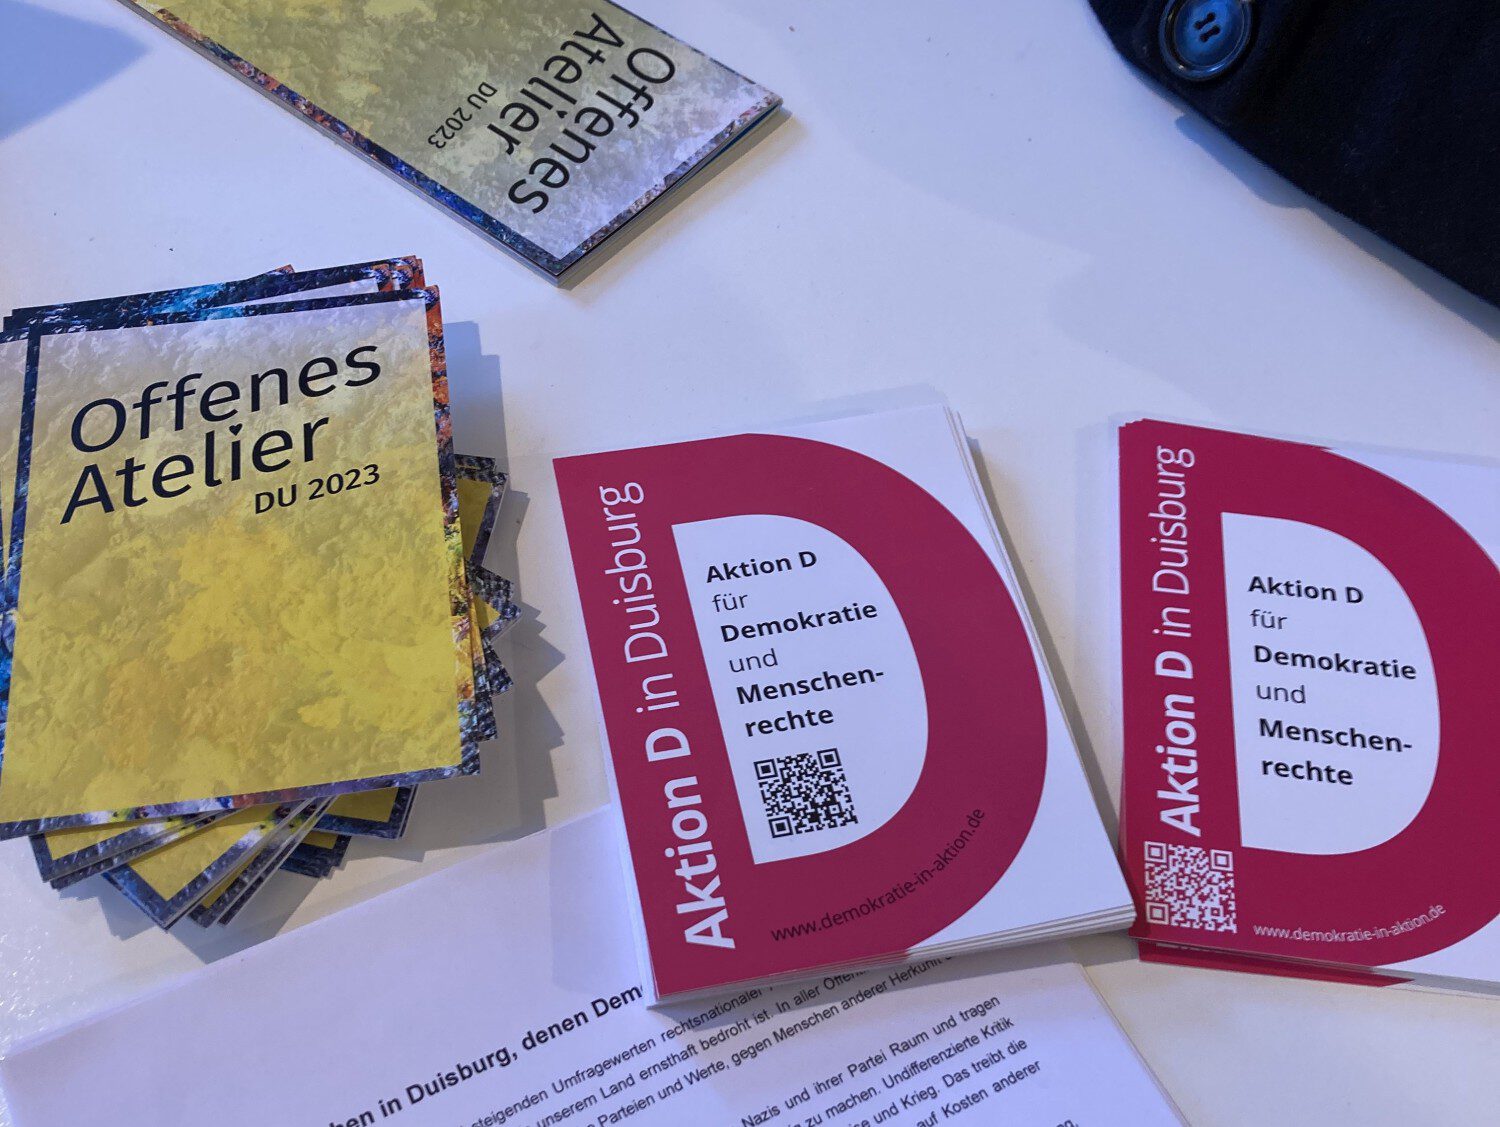 Offenes
Atelier
DU 2023
Offenes
Atelier
DU 2023
Aktion D in Duisburg
Aktion D
für
Demokratie
und
Menschen-
rechte
www.demokratie-in-aktion.de
Aktion D in Duisburg
Aktion D
für
Demokratie
und
Menschen-
rechte
www.demokratie-in-aktion.de
in Duisburg, denen
steigenden Umfragewerten rechtsnationaler
unserem Land ernsthaft bedroht ist. In aller
Parteien und Werte, gegen Menschen anderer Herkunft
Nazis und ihrer Partei Raum und tragen
zu machen. Undifferenzierte Kritik
und Krieg. Das treibt die
auf Kosten anderer